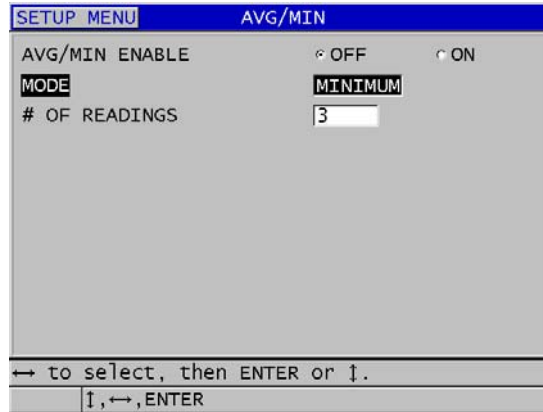 SETUP MENU AVG/MIN
AVG/MIN ENABLE OFF ON
MODE MINIMUM
# OF READINGS 3
↔ to select, then ENTER or ↕.
↕,↔,ENTER